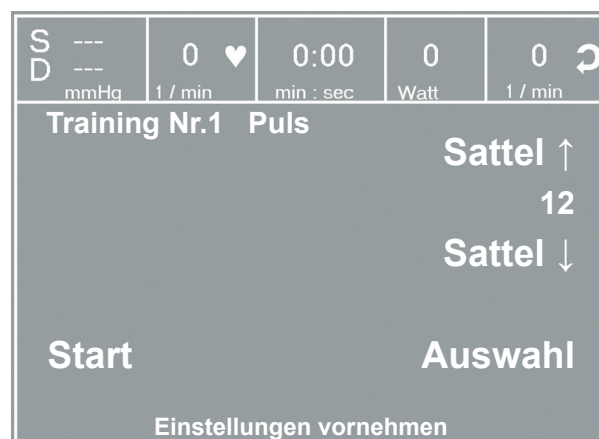 S --- 0 ♥ 0:00 0 0
D ---
mmHg 1 / min min : sec Watt 1 / min
Training Nr.1 Puls
Sattel ↑
12
Sattel ↓
Start Auswahl
Einstellungen vornehmen